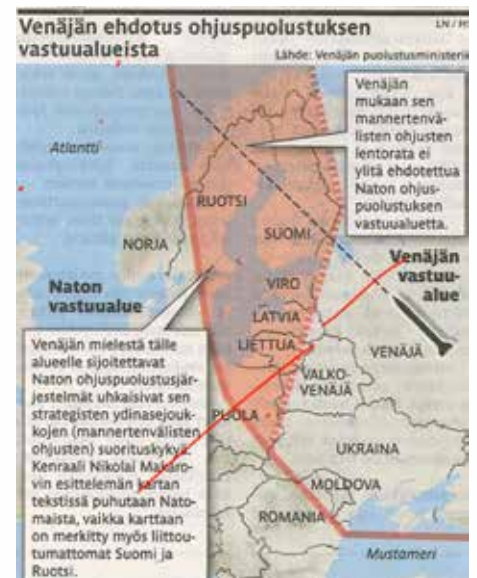 Venäjän ehdotus ohjuspuolustuksen
vastuualueista
LN / HS
Lähde: Venäjän puolustusministeriö
Venäjän
mukaan sen
mannertenvä-
listen ohjusten
lentorata ei
ylitä ehdotettua
Naton ohjus-
puolustuksen
vastuualuetta.
Atlantti
RUOTSI
SUOMI
NORJA
Venäjän
vastuu-
alue
Naton
vastuualue
VIRO
LATVIA
LIETTUA
VENÄJÄ
VALKO-
VENÄJÄ
PUOLA
Venäjän mielestä tälle
alueelle sijoitettavat
Naton ohjuspuolustusjär-
jestelmät uhkaisivat sen
strategisten ydinasejouk-
kojen (mannertenvälisten
ohjusten) suorituskykyä.
Kenraali Nikolai Makaro-
vin esittelemän kartan
tekstissä puhutaan Nato-
maista, vaikka karttaan
on merkitty myös liittou-
tumattomat Suomi ja
Ruotsi.
UKRAINA
MOLDOVA
ROMANIA
Mustameri